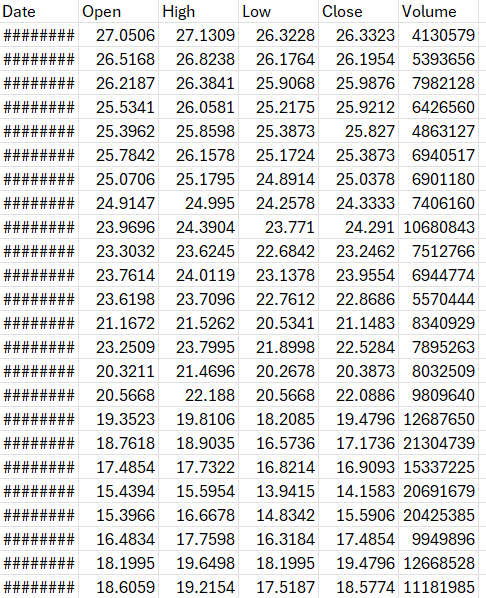 Date Open High Low Close Volume
######## 27.0506 27.1309 26.3228 26.3323 4130579
######## 26.5168 26.8238 26.1764 26.1954 5393656
######## 26.2187 26.3841 25.9068 25.9876 7982128
######## 25.5341 26.0581 25.2175 25.9212 6426560
######## 25.3962 25.8598 25.3873 25.827 4863127
######## 25.7842 26.1578 25.1724 25.3873 6940517
######## 25.0706 25.1795 24.8914 25.0378 6901180
######## 24.9147 24.995 24.2578 24.3333 7406160
######## 23.9696 24.3904 23.771 24.291 10680843
######## 23.3032 23.6245 22.6842 23.2462 7512766
######## 23.7614 24.0119 23.1378 23.9554 6944774
######## 23.6198 23.7096 22.7612 22.8686 5570444
######## 21.1672 21.5262 20.5341 21.1483 8340929
######## 23.2509 23.7995 21.8998 22.5284 7895263
######## 20.3211 21.4696 20.2678 20.3873 8032509
######## 20.5668 22.188 20.5668 22.0886 9809640
######## 19.3523 19.8106 18.2085 19.4796 12687650
######## 18.7618 18.9035 16.5736 17.1736 21304739
######## 17.4854 17.7322 16.8214 16.9093 15337225
######## 15.4394 15.5954 13.9415 14.1583 20691679
######## 15.3966 16.6678 14.8342 15.5906 20425385
######## 16.4834 17.7598 16.3184 17.4854 9949896
######## 18.1995 19.6498 18.1995 19.4796 12668528
######## 18.6059 19.2154 17.5187 18.5774 11181985